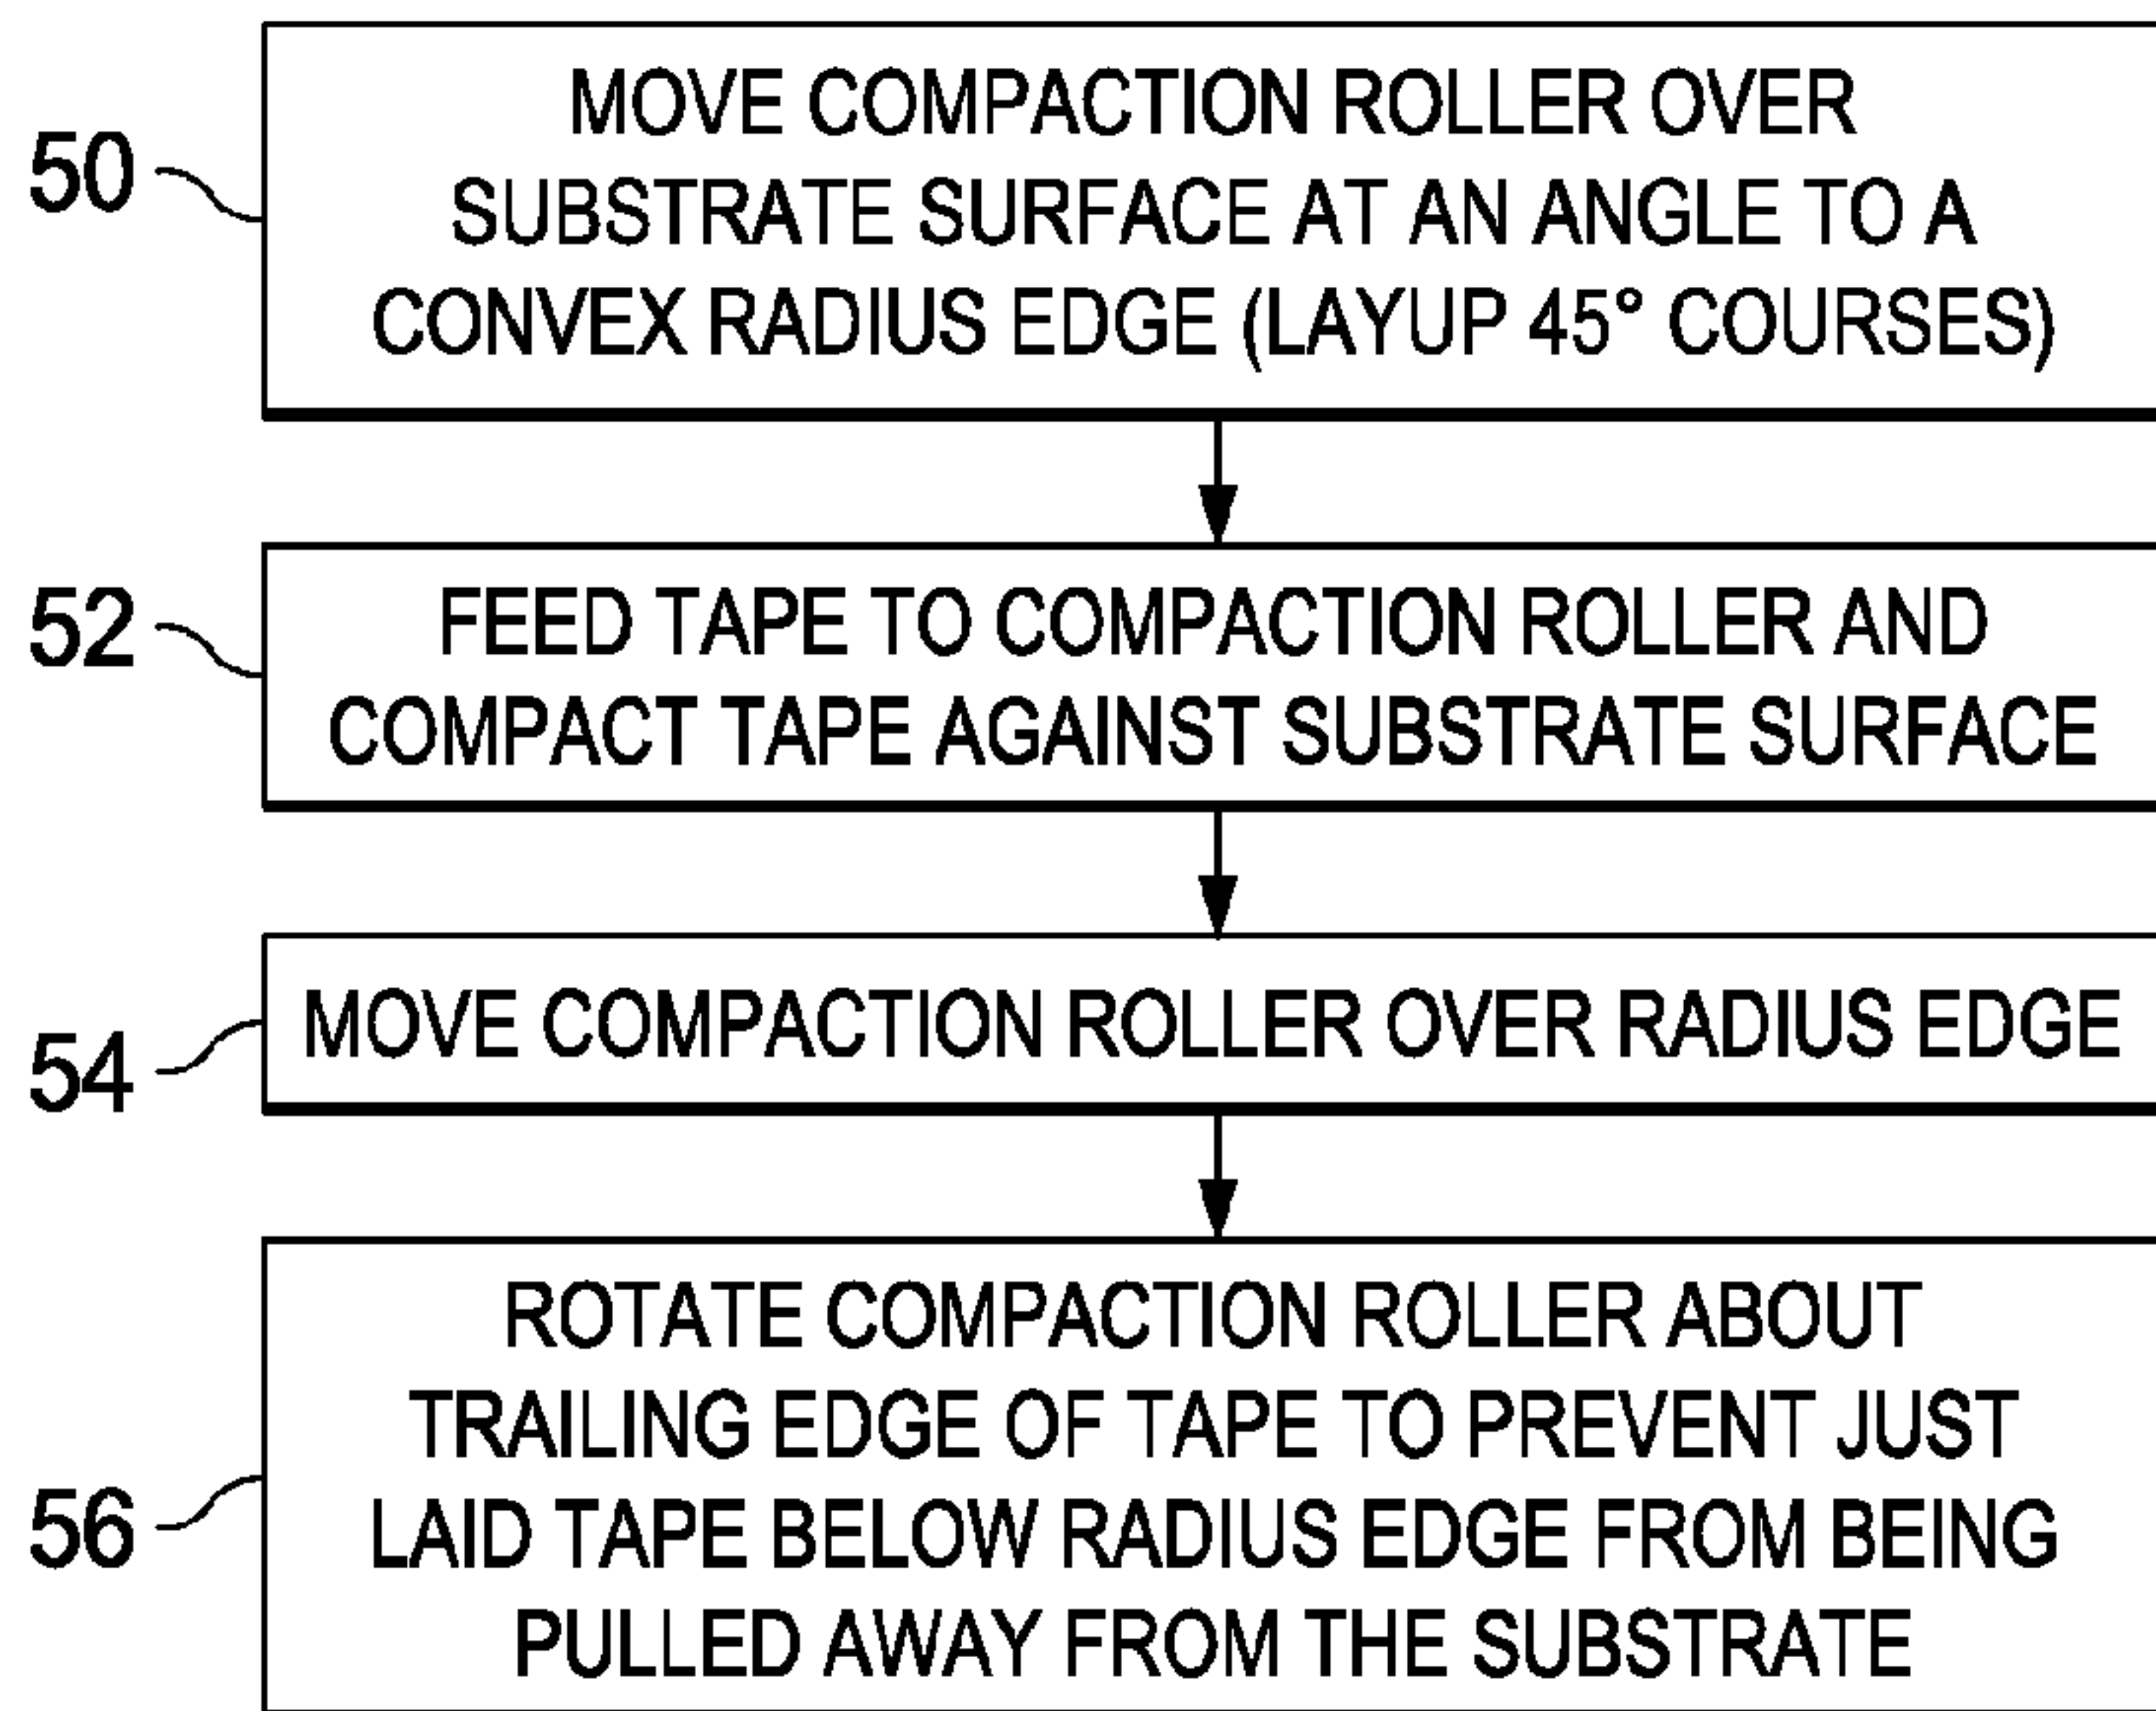 50
MOVE COMPACTION ROLLER OVER
SUBSTRATE SURFACE AT AN ANGLE TO A
CONVEX RADIUS EDGE (LAYUP 45° COURSES)
52
FEED TAPE TO COMPACTION ROLLER AND
COMPACT TAPE AGAINST SUBSTRATE SURFACE
54
MOVE COMPACTION ROLLER OVER RADIUS EDGE
56
ROTATE COMPACTION ROLLER ABOUT
TRAILING EDGE OF TAPE TO PREVENT JUST
LAID TAPE BELOW RADIUS EDGE FROM BEING
PULLED AWAY FROM THE SUBSTRATE